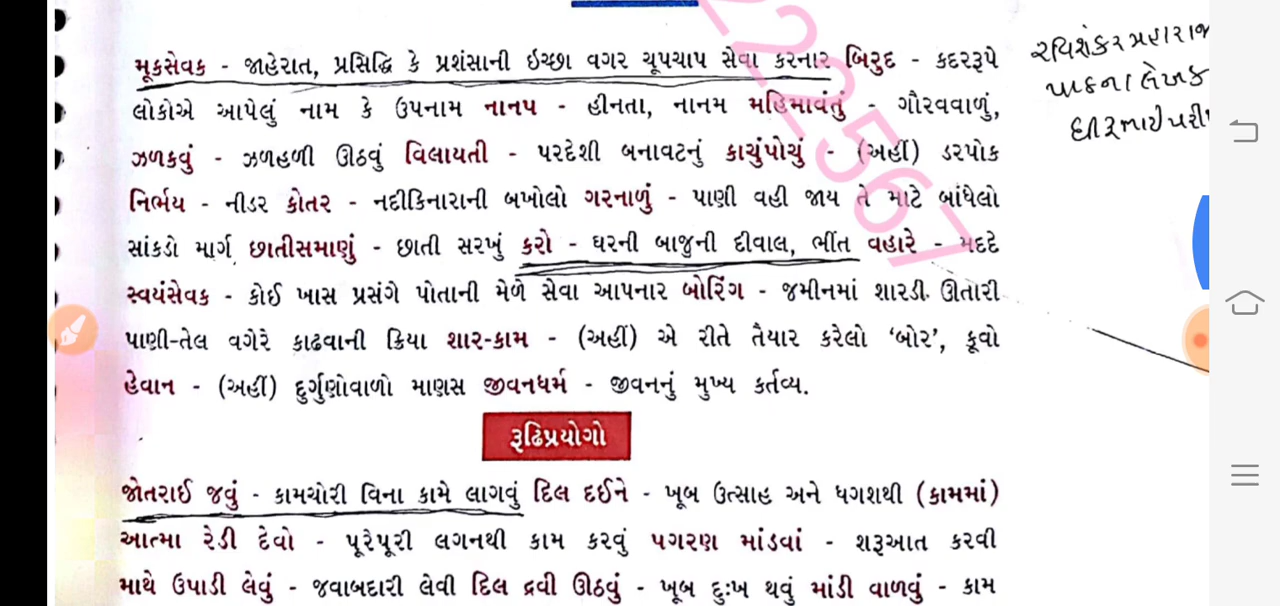 મૂકસેવક - જાહેરાત, પ્રસિદ્ધિ કે પ્રશંસાની ઇચ્છા વગર ચૂપચાપ સેવા કરનાર બિરુદ - કદરરૂપે
લોકોએ આપેલું નામ કે ઉપનામ નાનપ - હીનતા, નાનમ મહિમાવંતુ - ગૌરવવાળું,
ઝળકવું - ઝળહળી ઊઠવું વિલાયતી - પરદેશી બનાવટનું કાચુંપોચું - (અહીં) ડરપોક
નિર્ભય - નીડર કોતર - નદીકિનારાની બખોલો ગરનાળું - પાણી વહી જાય તે માટે બાંધેલો
સાંકડો માર્ગ છાતીસમાણું - છાતી સરખું કરો - ઘરની બાજુની દીવાલ, ભીંત વહારે - મદદે
સ્વયંસેવક - કોઈ ખાસ પ્રસંગે પોતાની મેળે સેવા આપનાર બોરિંગ - જમીનમાં શારડી ઊતારી
પાણી-તેલ વગેરે કાઢવાની ક્રિયા શાર-કામ - (અહીં) એ રીતે તૈયાર કરેલો ‘બોર’, કૂવો
હેવાન - (અહીં) દુર્ગુણોવાળો માણસ જીવનધર્મ - જીવનનું મુખ્ય કર્તવ્ય.
રૂઢિપ્રયોગો
જોતરાઈ જવું - કામચોરી વિના કામે લાગવું દિલ દઈને - ખૂબ ઉત્સાહ અને ધગશથી (કામમાં)
આત્મા રેડી દેવો - પૂરેપૂરી લગનથી કામ કરવું પગરણ માંડવાં - શરૂઆત કરવી
માથે ઉપાડી લેવું - જવાબદારી લેવી દિલ દ્રવી ઊઠવું - ખૂબ દુઃખ થવું માંડી વાળવું - કામ
રવિશંકર મહારાજ
પાઠના લેખક
22567